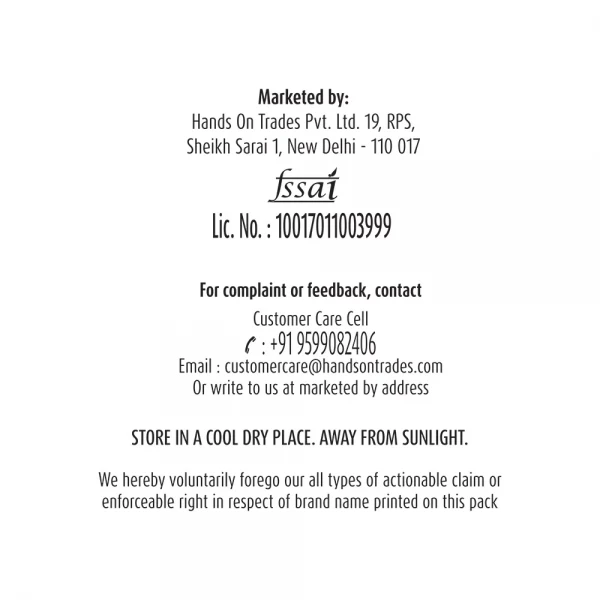 Marketed by:
Hands On Trades Pvt. Ltd. 19, RPS,
Sheikh Sarai 1, New Delhi - 110 017
fssai
Lic. No. : 10017011003999
For complaint or feedback, contact
Customer Care Cell
: +91 9599082406
Email : customercare@handsontrades.com
Or write to us at marketed by address
STORE IN A COOL DRY PLACE. AWAY FROM SUNLIGHT.
We hereby voluntarily forego our all types of actionable claim or
enforceable right in respect of brand name printed on this pack